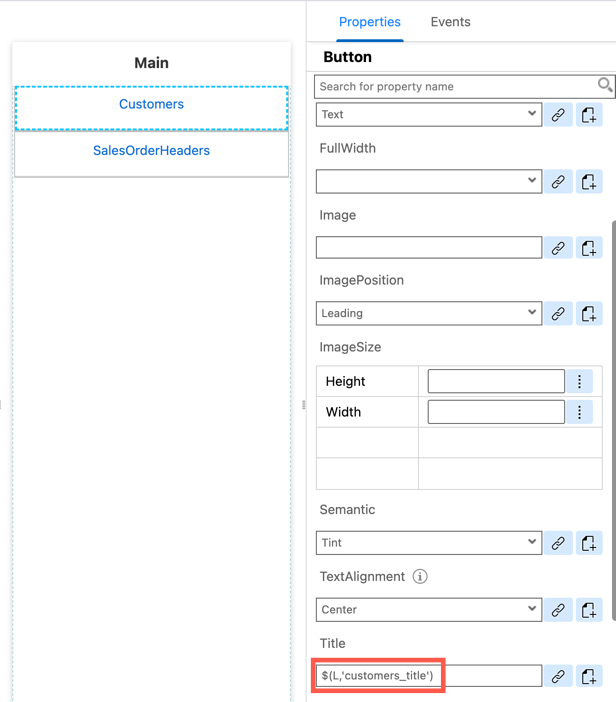 Properties
Events
Main
Customers
SalesOrderHeaders
Button
Search for property name
Text
FullWidth
Image
ImagePosition
Leading
ImageSize
Height
Width
Semantic
Tint
TextAlignment
Center
Title
$(L,'customers_title')